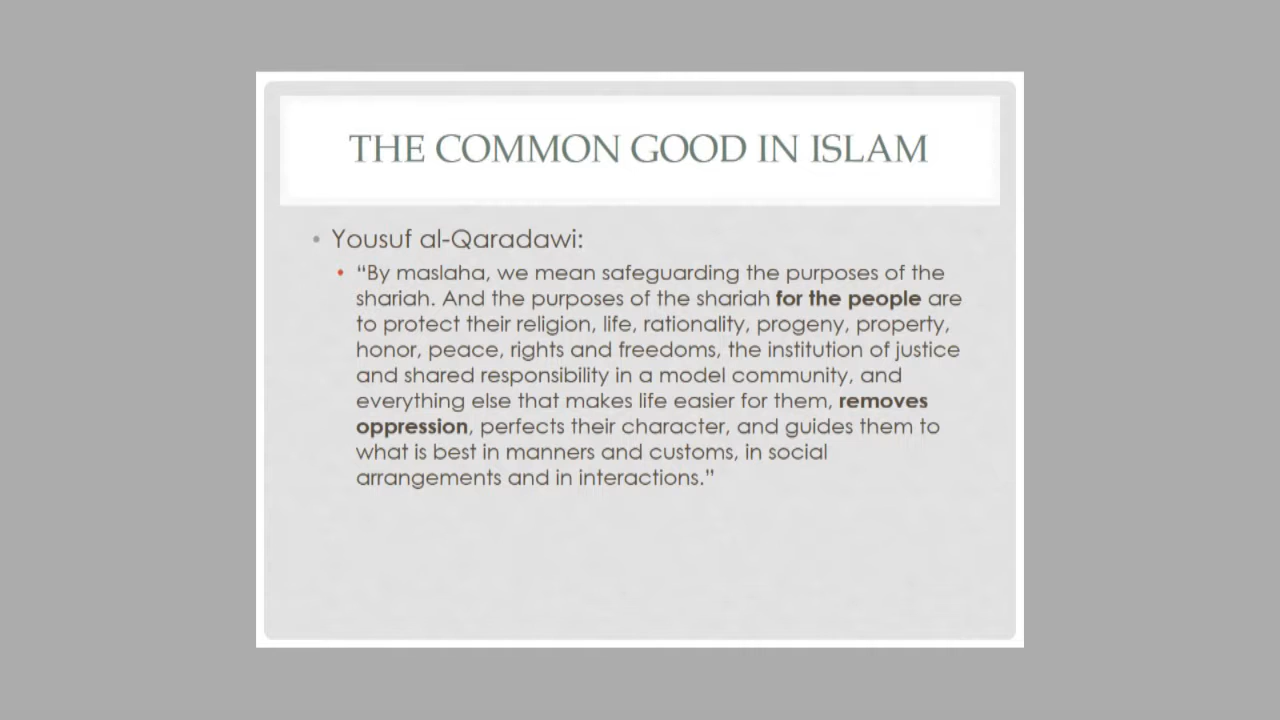 THE COMMON GOOD IN ISLAM
• Yousuf al-Qaradawi:
• “By maslaha, we mean safeguarding the purposes of the
shariah. And the purposes of the shariah for the people are
to protect their religion, life, rationality, progeny, property,
honor, peace, rights and freedoms, the institution of justice
and shared responsibility in a model community, and
everything else that makes life easier for them, removes
oppression, perfects their character, and guides them to
what is best in manners and customs, in social
arrangements and in interactions.”